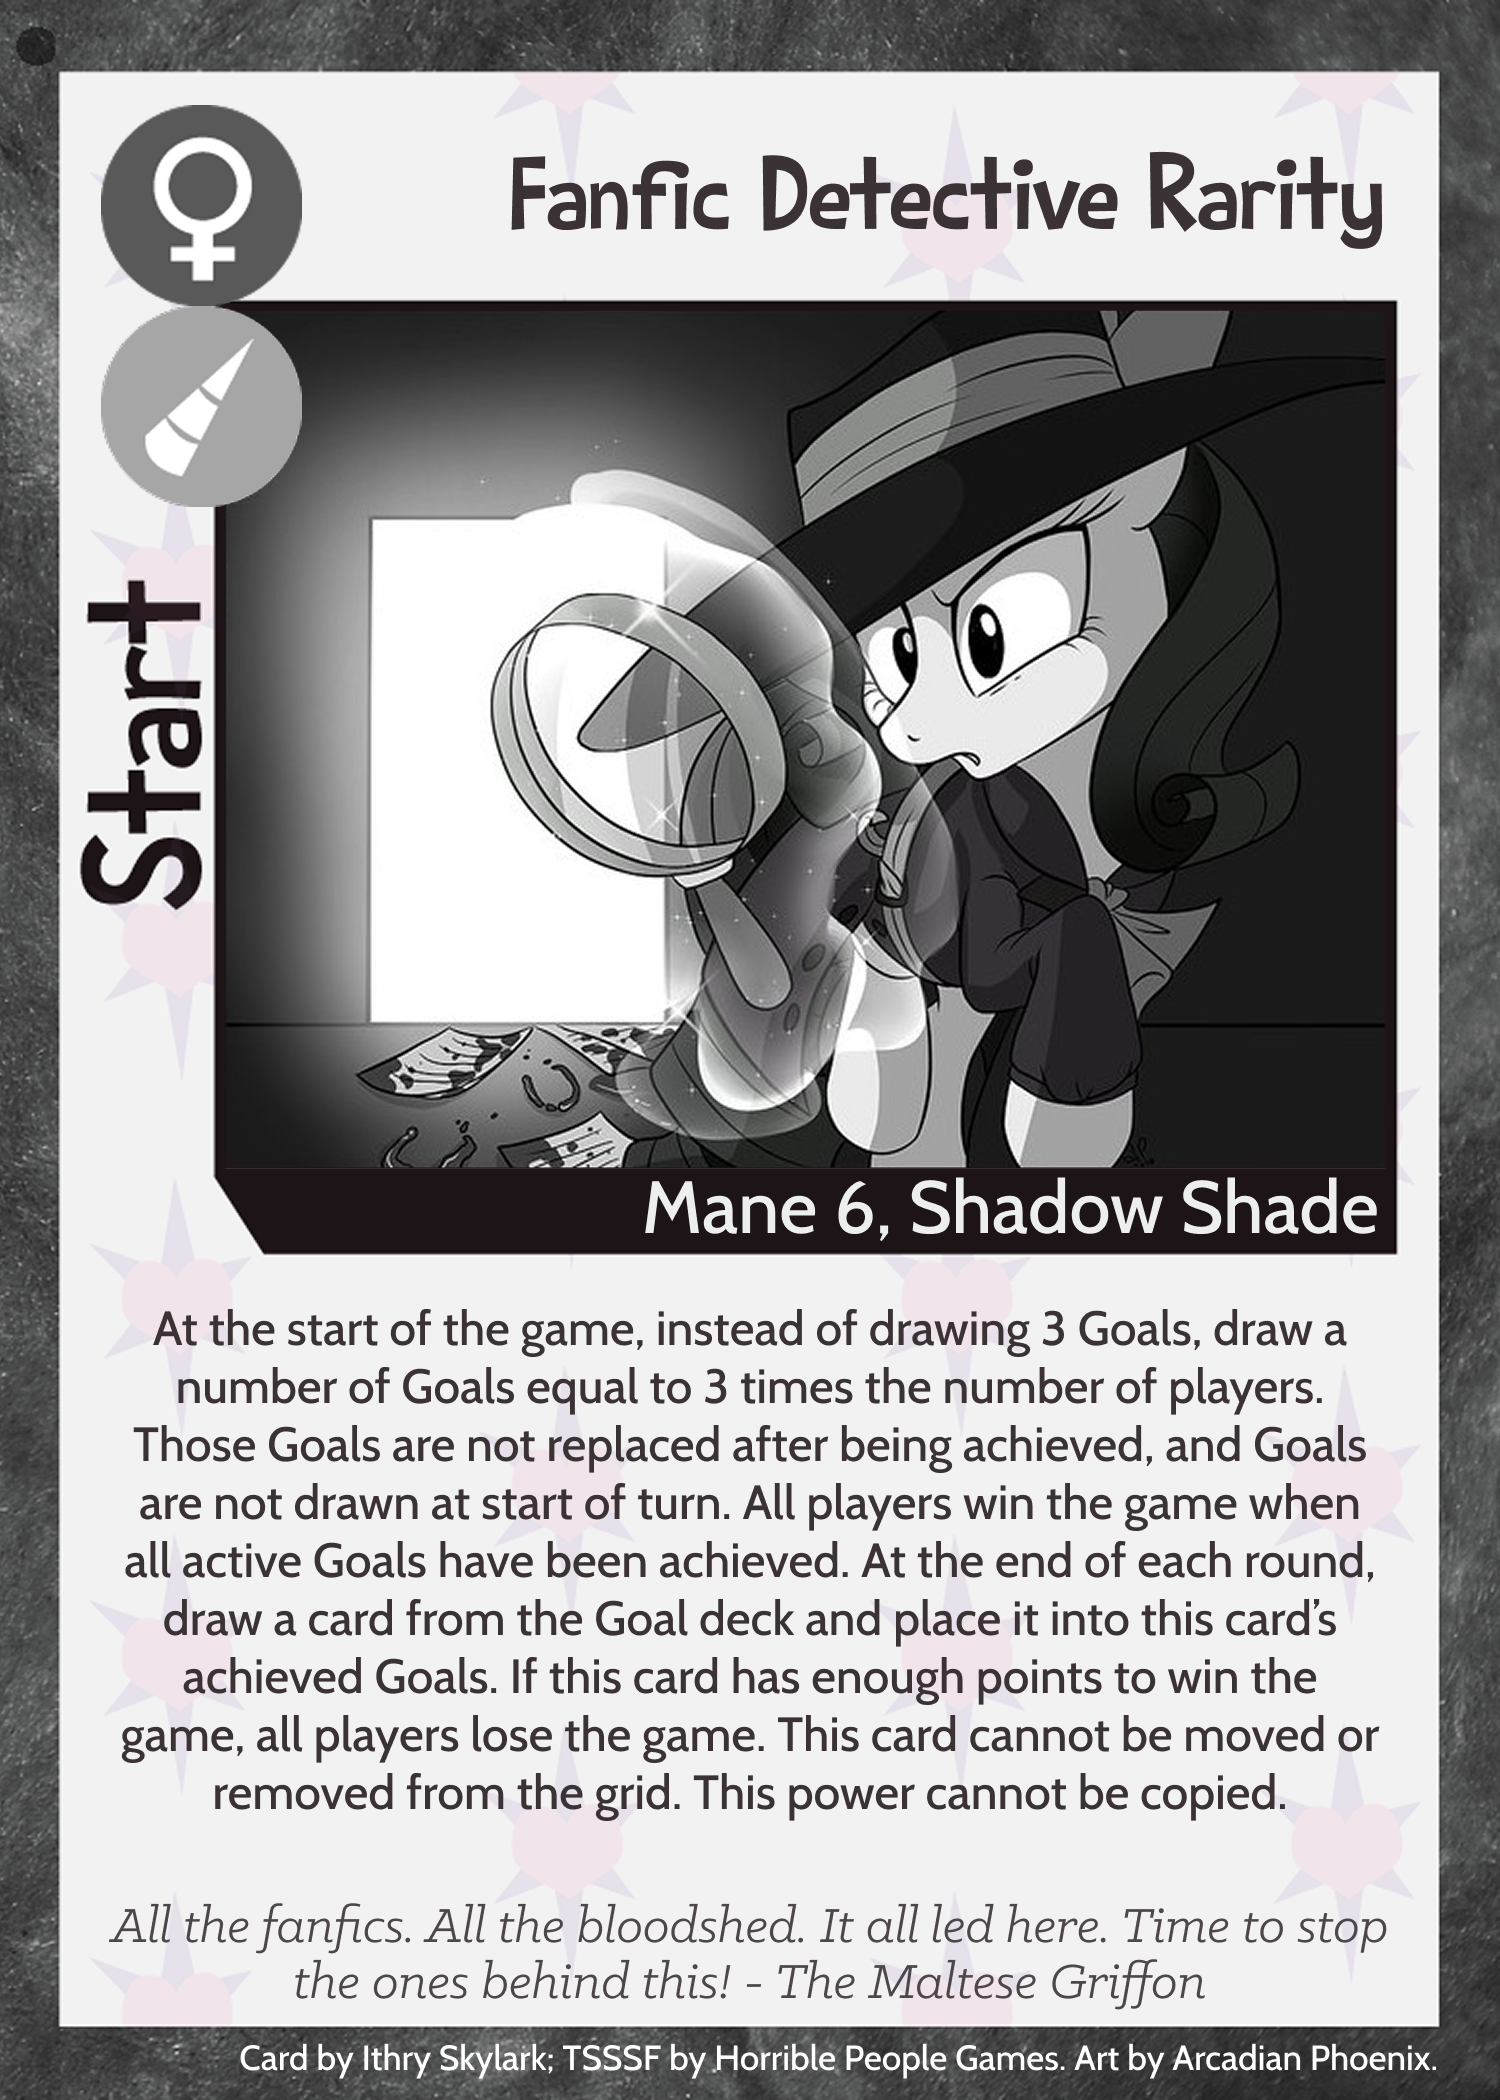 Fanfic Detective Rarity
Start
Mane 6, Shadow Shade
At the start of the game, instead of drawing 3 Goals, draw a
number of Goals equal to 3 times the number of players.
Those Goals are not replaced after being achieved, and Goals
are not drawn at start of turn. All players win the game when
all active Goals have been achieved. At the end of each round,
draw a card from the Goal deck and place it into this card’s
achieved Goals. If this card has enough points to win the
game, all players lose the game. This card cannot be moved or
removed from the grid. This power cannot be copied.
All the fanfics. All the bloodshed. It all led here. Time to stop
the ones behind this! - The Maltese Griffon
Card by Ithry Skylark; TSSSF by Horrible People Games. Art by Arcadian Phoenix.